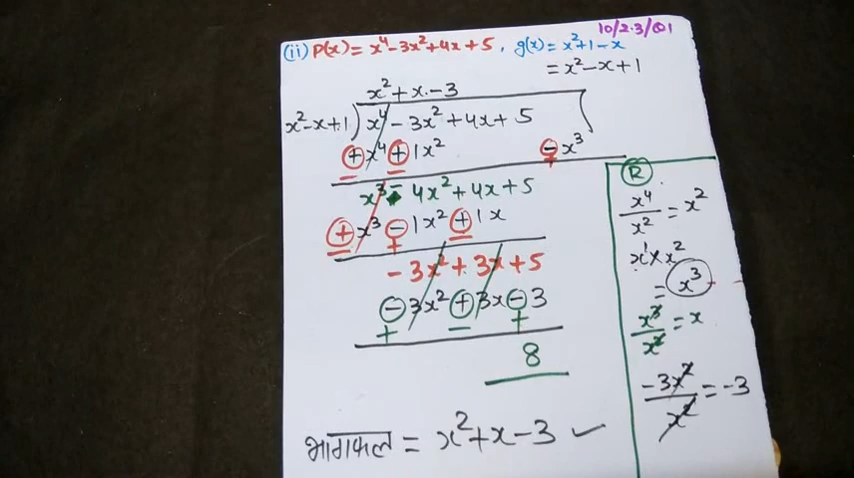 10/2.3/Q1
(ii) P(x) = x⁴ - 3x² + 4x + 5, g(x) = x² + 1 - x
= x² - x + 1
x² + x - 3
x² - x + 1 ) x⁴ - 3x² + 4x + 5 (
+ x⁴ + 1x² - x³
− − +
x³ - 4x² + 4x + 5
+ x³ - 1x² + 1x
− + −
- 3x² + 3x + 5
- 3x² + 3x - 3
+ − +
8
भागफल = x² + x - 3 ✓
R
x⁴/x² = x²
x¹ × x²
= x³
x³/x² = x
-3x²/x² = -3